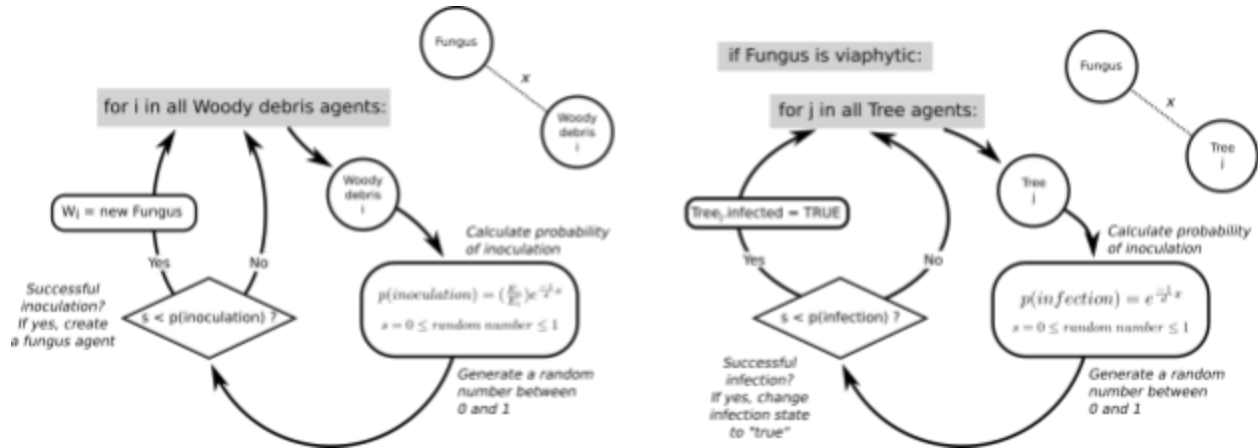 Fungus
x
Woody
debris
i
for i in all Woody debris agents:
Woody
debris
i
Wᵢ = new Fungus
Calculate probability
of inoculation
Yes
No
p(inoculation) = ( )e x
s = 0 ≤ random number ≤ 1
Successful
inoculation?
If yes, create
a fungus agent
s < p(inoculation) ?
Generate a random
number between
0 and 1
if Fungus is viaphytic:
Fungus
x
Tree
j
for j in all Tree agents:
Tree
j
Treeⱼ.infected = TRUE
Calculate probability
of inoculation
Yes
No
p(infection) = e x
s = 0 ≤ random number ≤ 1
s < p(infection) ?
Successful
infection?
If yes, change
infection state
to "true"
Generate a random
number between
0 and 1